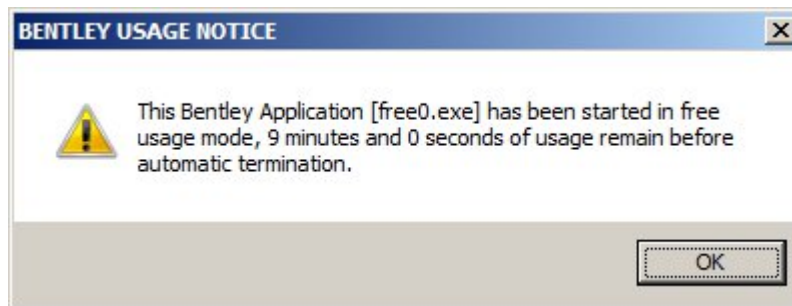 BENTLEY USAGE NOTICE
This Bentley Application [free0.exe] has been started in free
usage mode, 9 minutes and 0 seconds of usage remain before
automatic termination.
OK